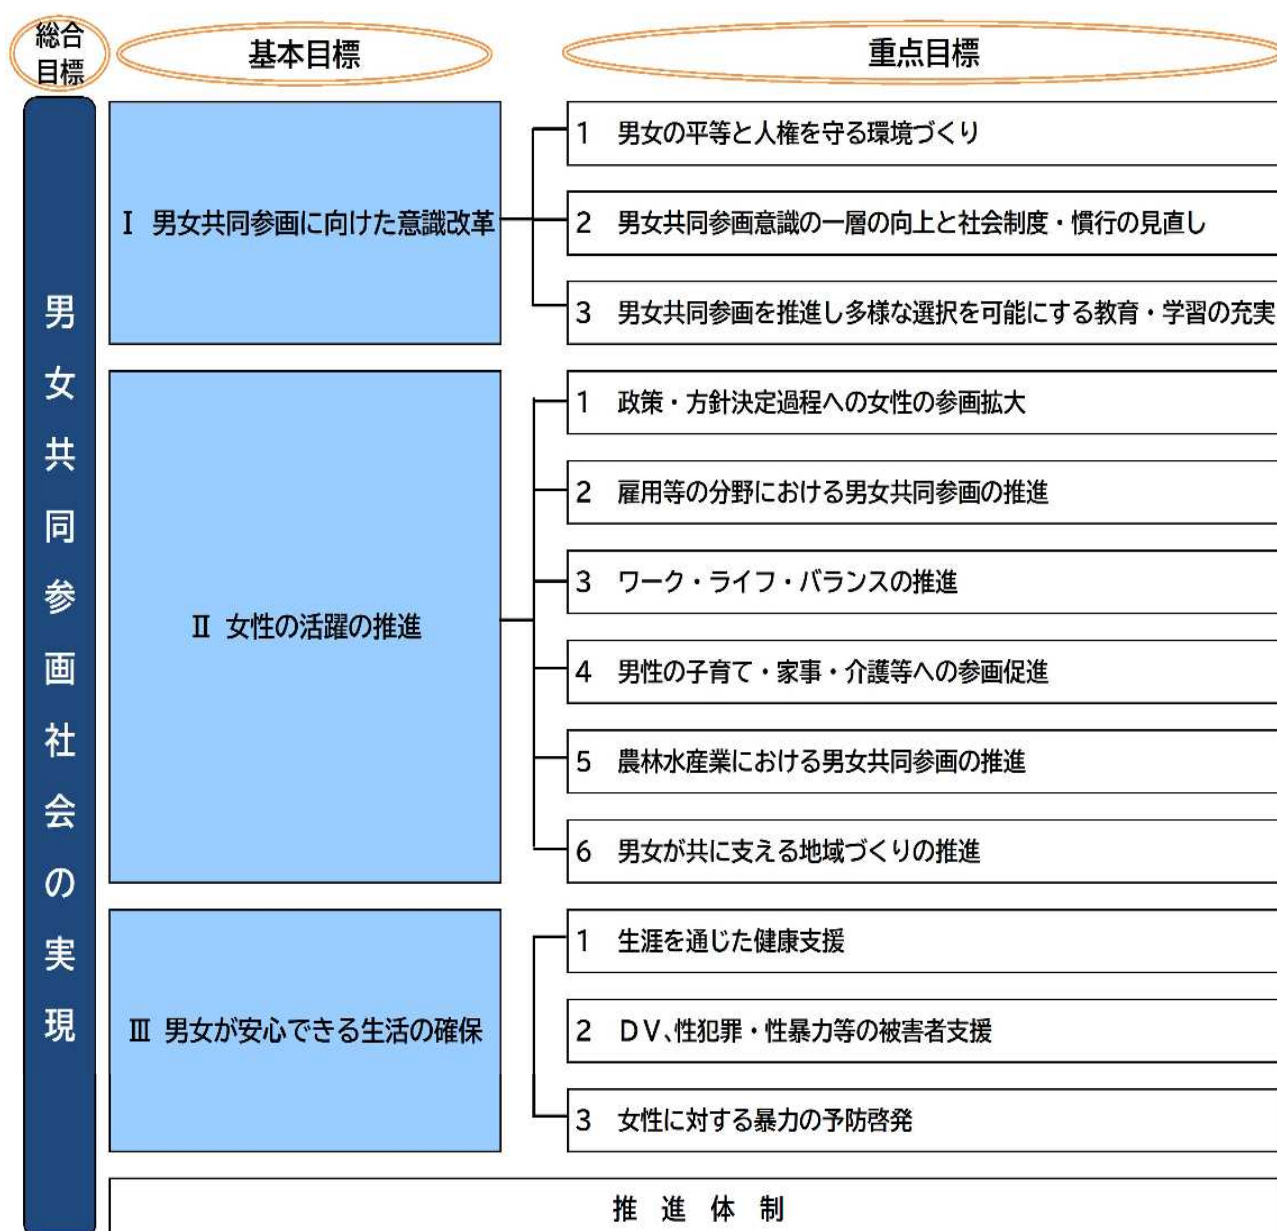 総合
目標
基本目標
重点目標
男女共同参画社会の実現
Ⅰ 男女共同参画に向けた意識改革
1 男女の平等と人権を守る環境づくり
2 男女共同参画意識の一層の向上と社会制度・慣行の見直し
3 男女共同参画を推進し多様な選択を可能にする教育・学習の充実
Ⅱ 女性の活躍の推進
1 政策・方針決定過程への女性の参画拡大
2 雇用等の分野における男女共同参画の推進
3 ワーク・ライフ・バランスの推進
4 男性の子育て・家事・介護等への参画促進
5 農林水産業における男女共同参画の推進
6 男女が共に支える地域づくりの推進
Ⅲ 男女が安心できる生活の確保
1 生涯を通じた健康支援
2 ＤＶ、性犯罪・性暴力等の被害者支援
3 女性に対する暴力の予防啓発
推 進 体 制